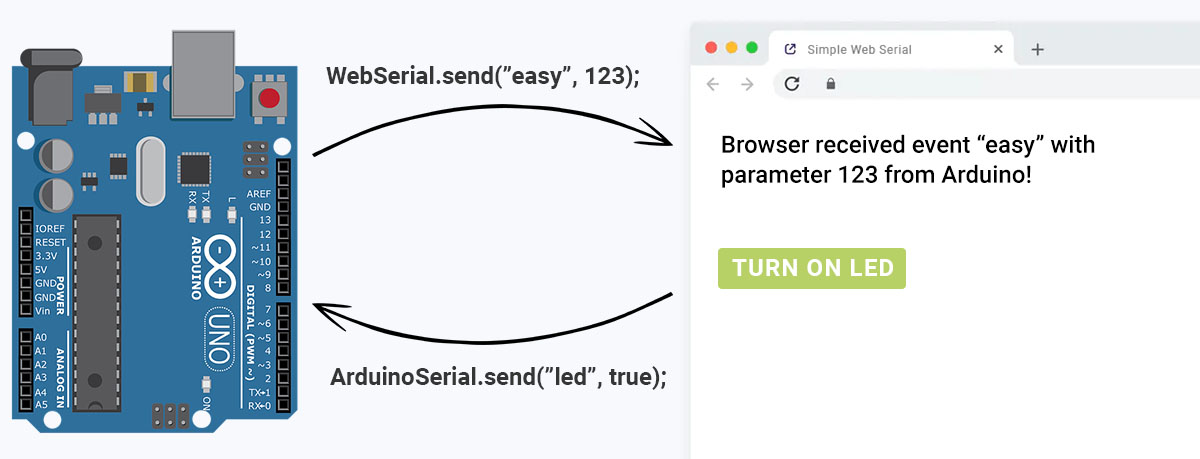 WebSerial.send(”easy”, 123);
ArduinoSerial.send(”led”, true);
Simple Web Serial
Browser received event “easy” with
parameter 123 from Arduino!
TURN ON LED
RX
TX
L
ARDUINO
UNO
ON
IOREF
RESET
3.3V
5V
GND
GND
Vin
POWER
A0
A1
A2
A3
A4
A5
ANALOG IN
AREF
GND
13
12
~11
~10
~9
8
7
~6
~5
4
~3
2
TX→1
RX←0
DIGITAL (PWM ~)